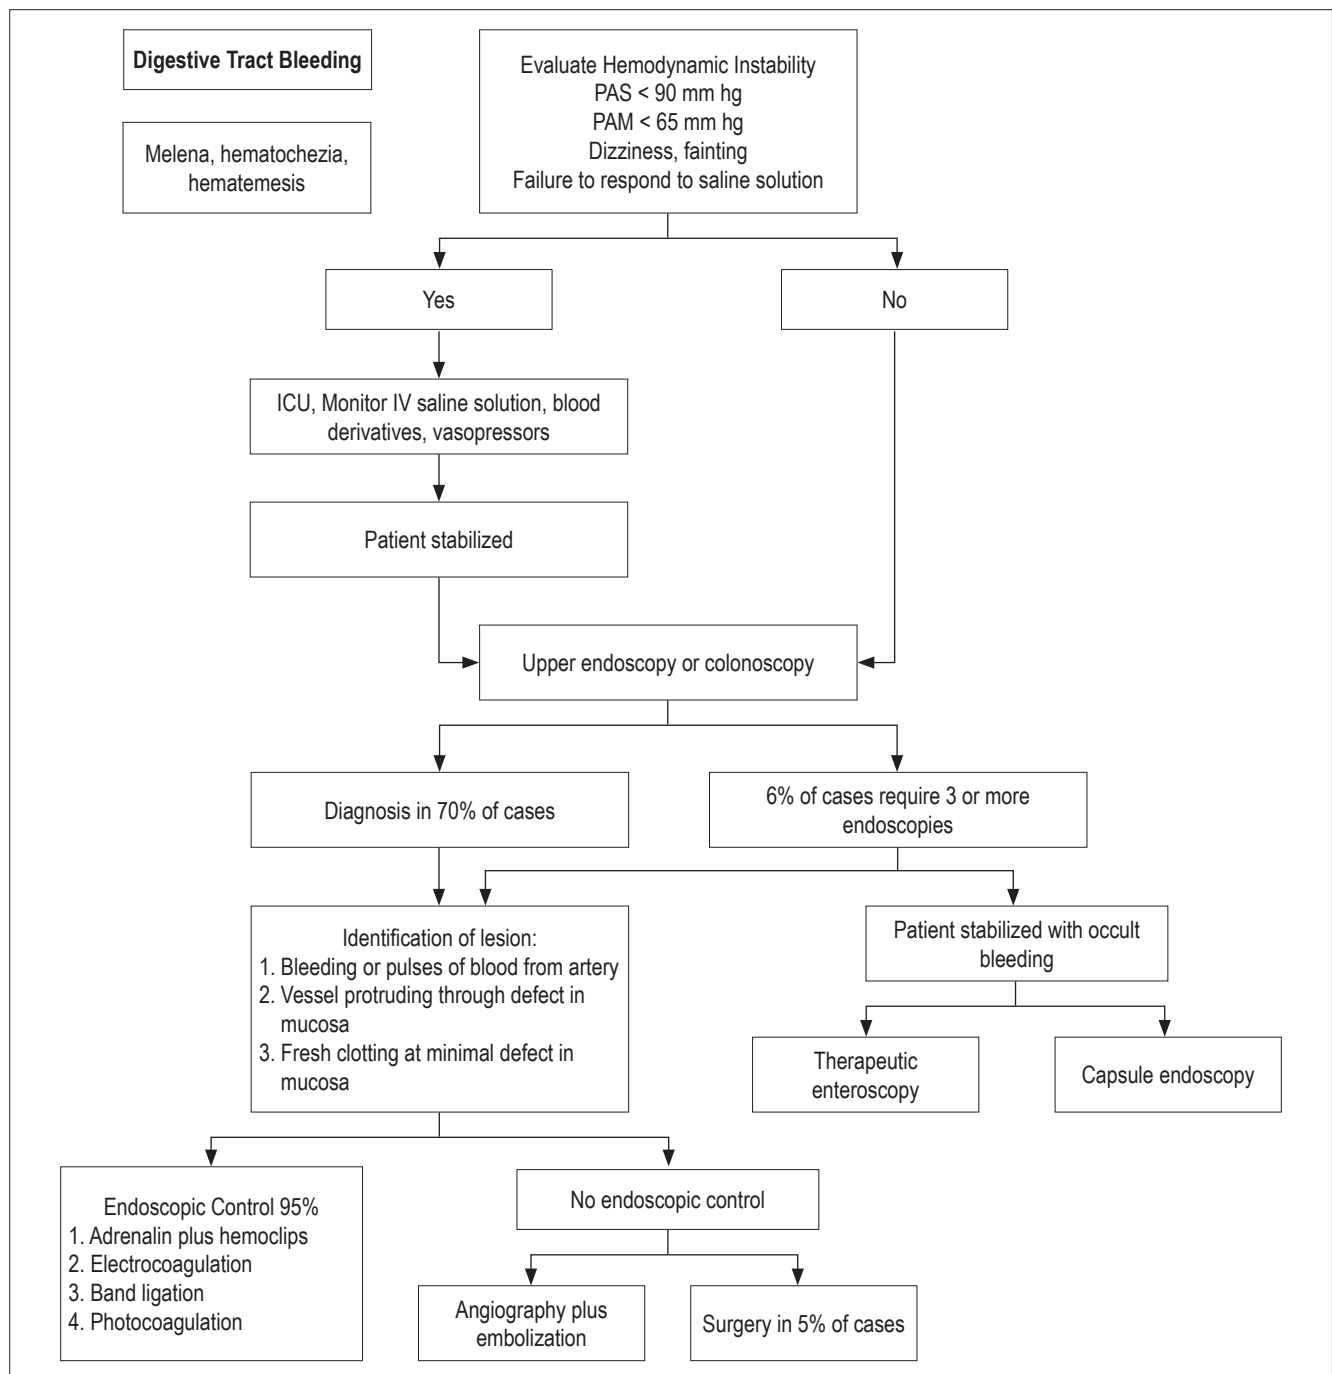 Digestive Tract Bleeding
Melena, hematochezia,
hematemesis
Evaluate Hemodynamic Instability
PAS < 90 mm hg
PAM < 65 mm hg
Dizziness, fainting
Failure to respond to saline solution
Yes
No
ICU, Monitor IV saline solution, blood
derivatives, vasopressors
Patient stabilized
Upper endoscopy or colonoscopy
Diagnosis in 70% of cases
6% of cases require 3 or more
endoscopies
Identification of lesion:
1. Bleeding or pulses of blood from artery
2. Vessel protruding through defect in
mucosa
3. Fresh clotting at minimal defect in
mucosa
Patient stabilized with occult
bleeding
Therapeutic
enteroscopy
Capsule endoscopy
Endoscopic Control 95%
1. Adrenalin plus hemoclips
2. Electrocoagulation
3. Band ligation
4. Photocoagulation
No endoscopic control
Angiography plus
embolization
Surgery in 5% of cases